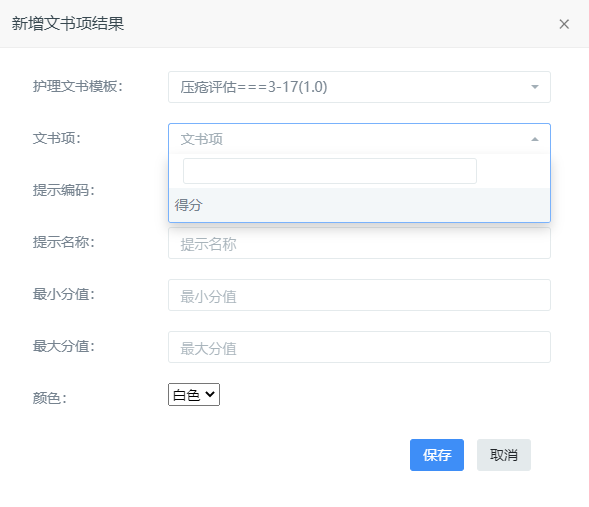 新增文书项结果
×
护理文书模板：
压疮评估===3-17(1.0)
文书项：
文书项
得分
提示编码：
提示名称：
提示名称
最小分值：
最小分值
最大分值：
最大分值
颜色：
白色
保存
取消